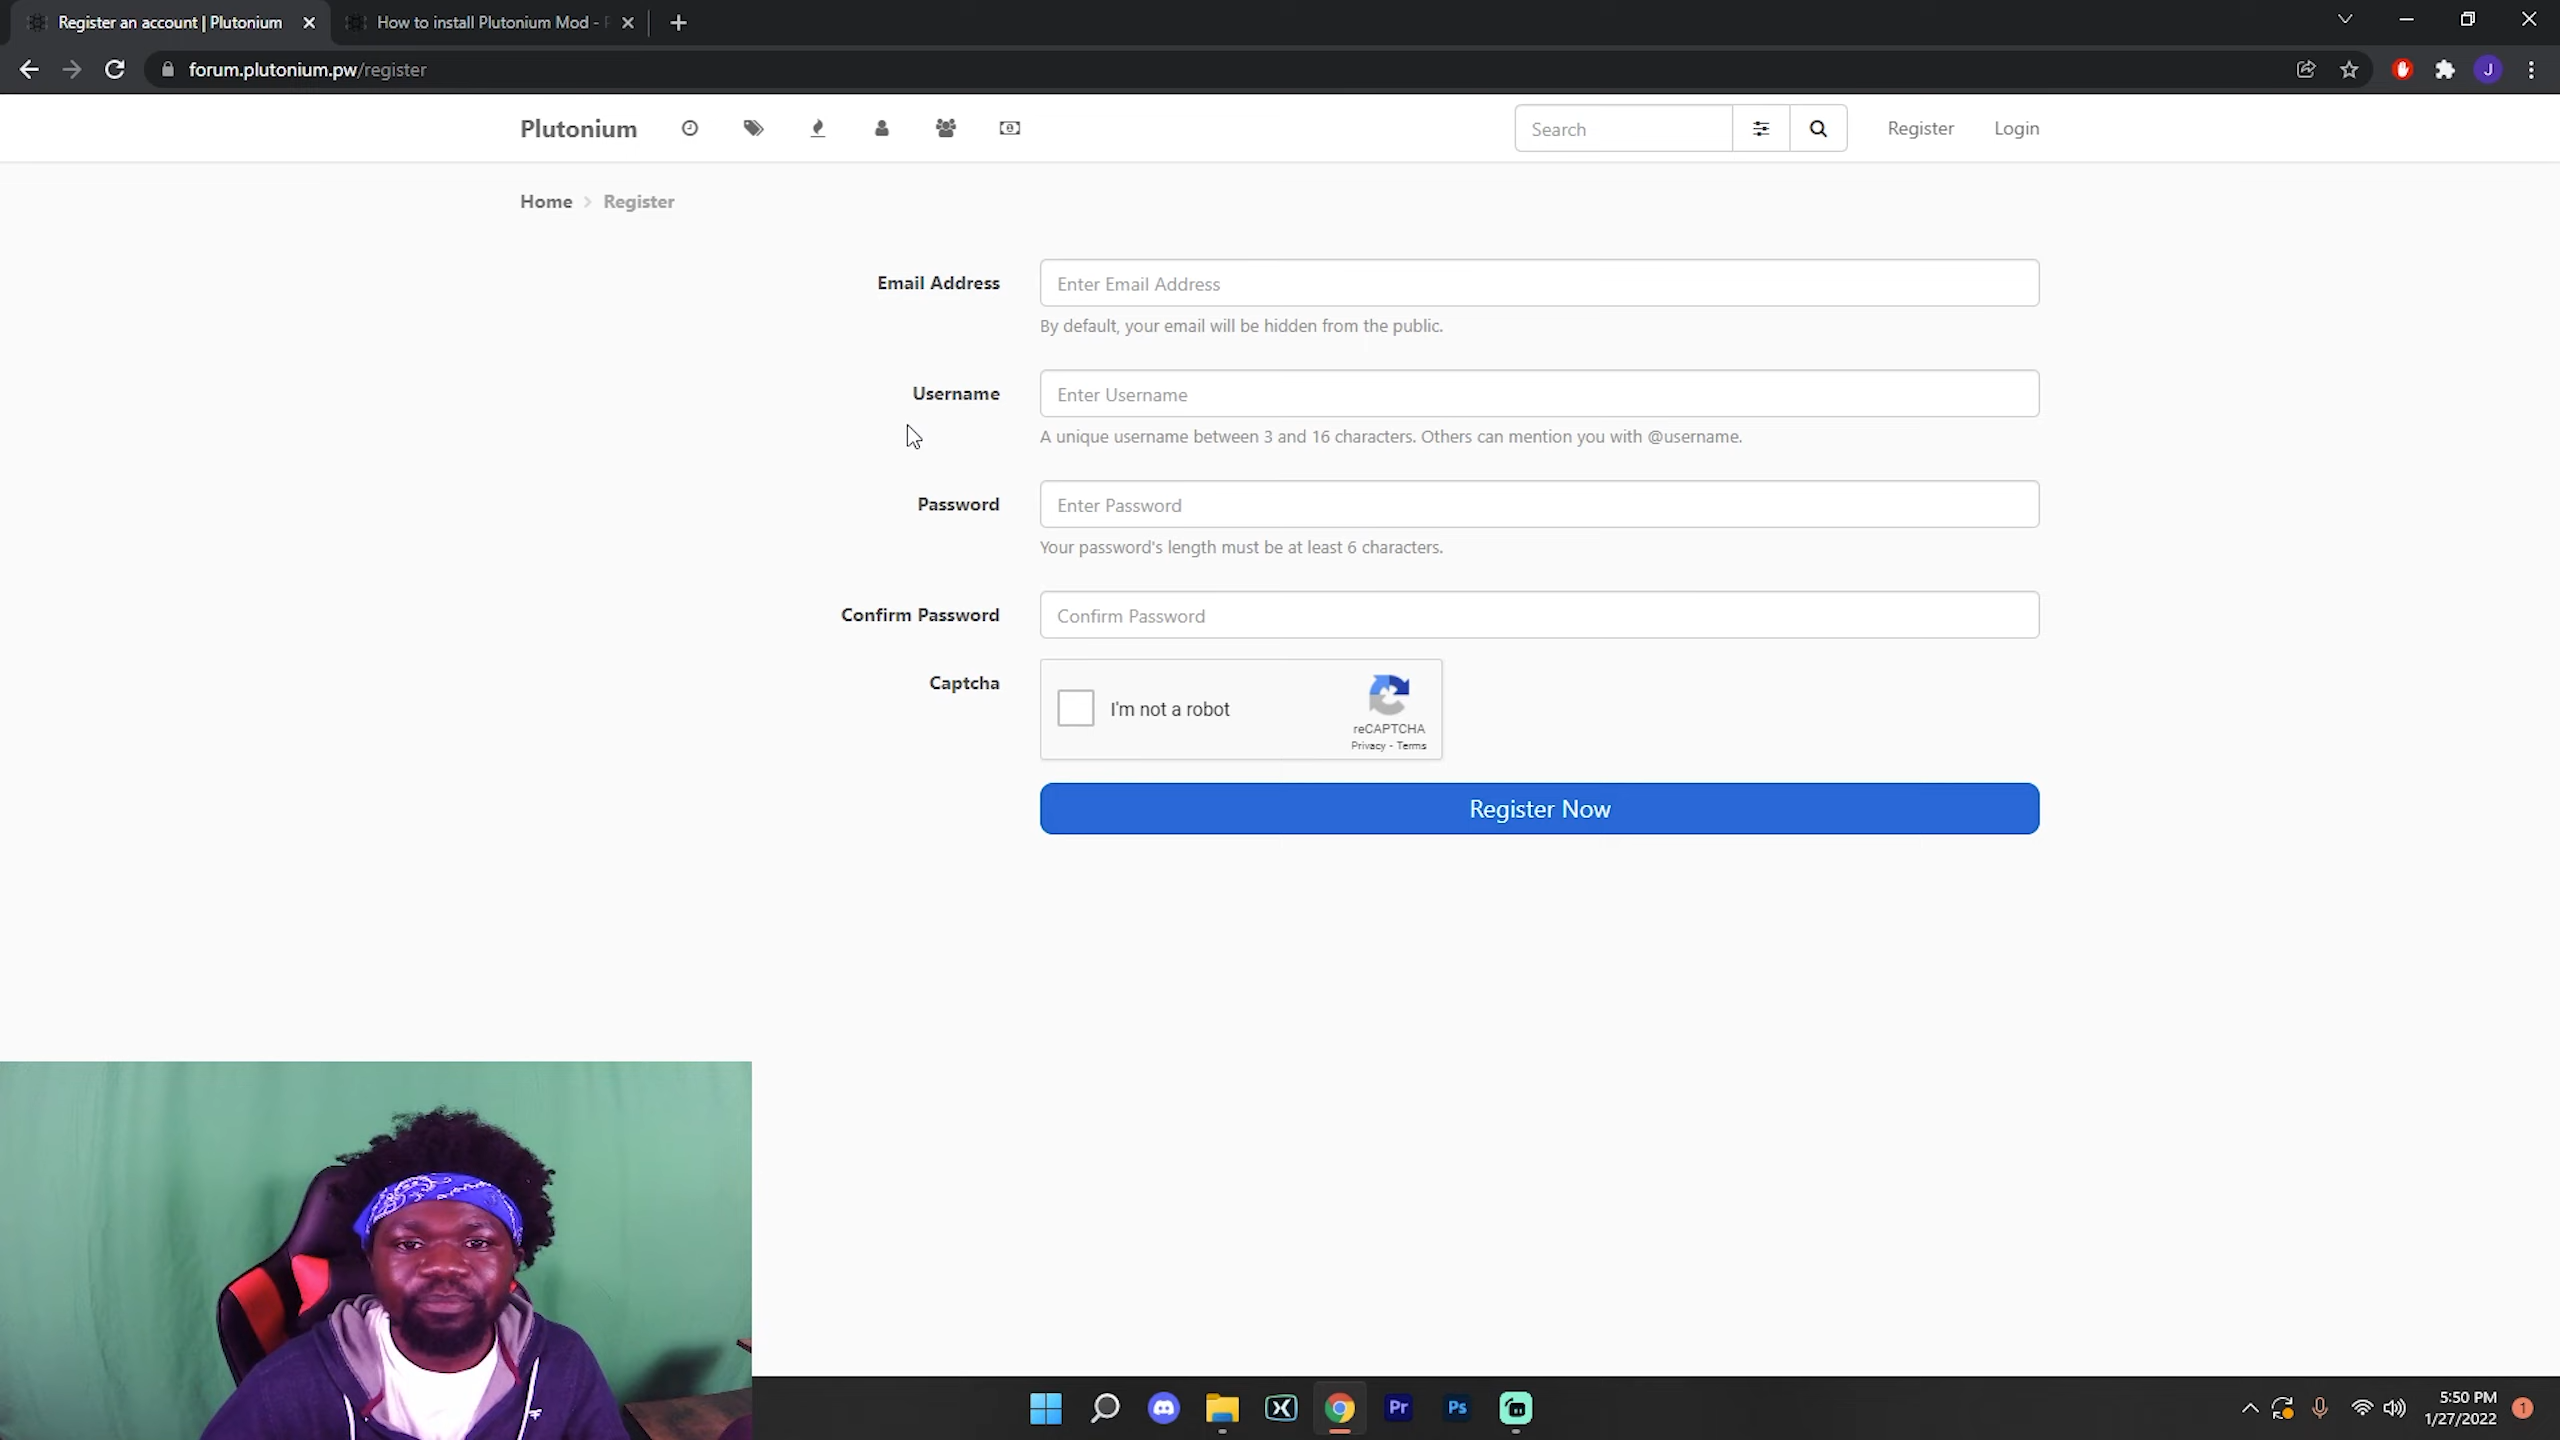 Register an account | Plutonium
How to install Plutonium Mod -
forum.plutonium.pw/register
J
Plutonium
Search
Register
Login
Home
Register
Email Address
Enter Email Address
By default, your email will be hidden from the public.
Username
Enter Username
A unique username between 3 and 16 characters. Others can mention you with @username.
Password
Enter Password
Your password's length must be at least 6 characters.
Confirm Password
Confirm Password
Captcha
I'm not a robot
reCAPTCHA
Privacy - Terms
Register Now
Pr
Ps
5:50 PM
1/27/2022
1